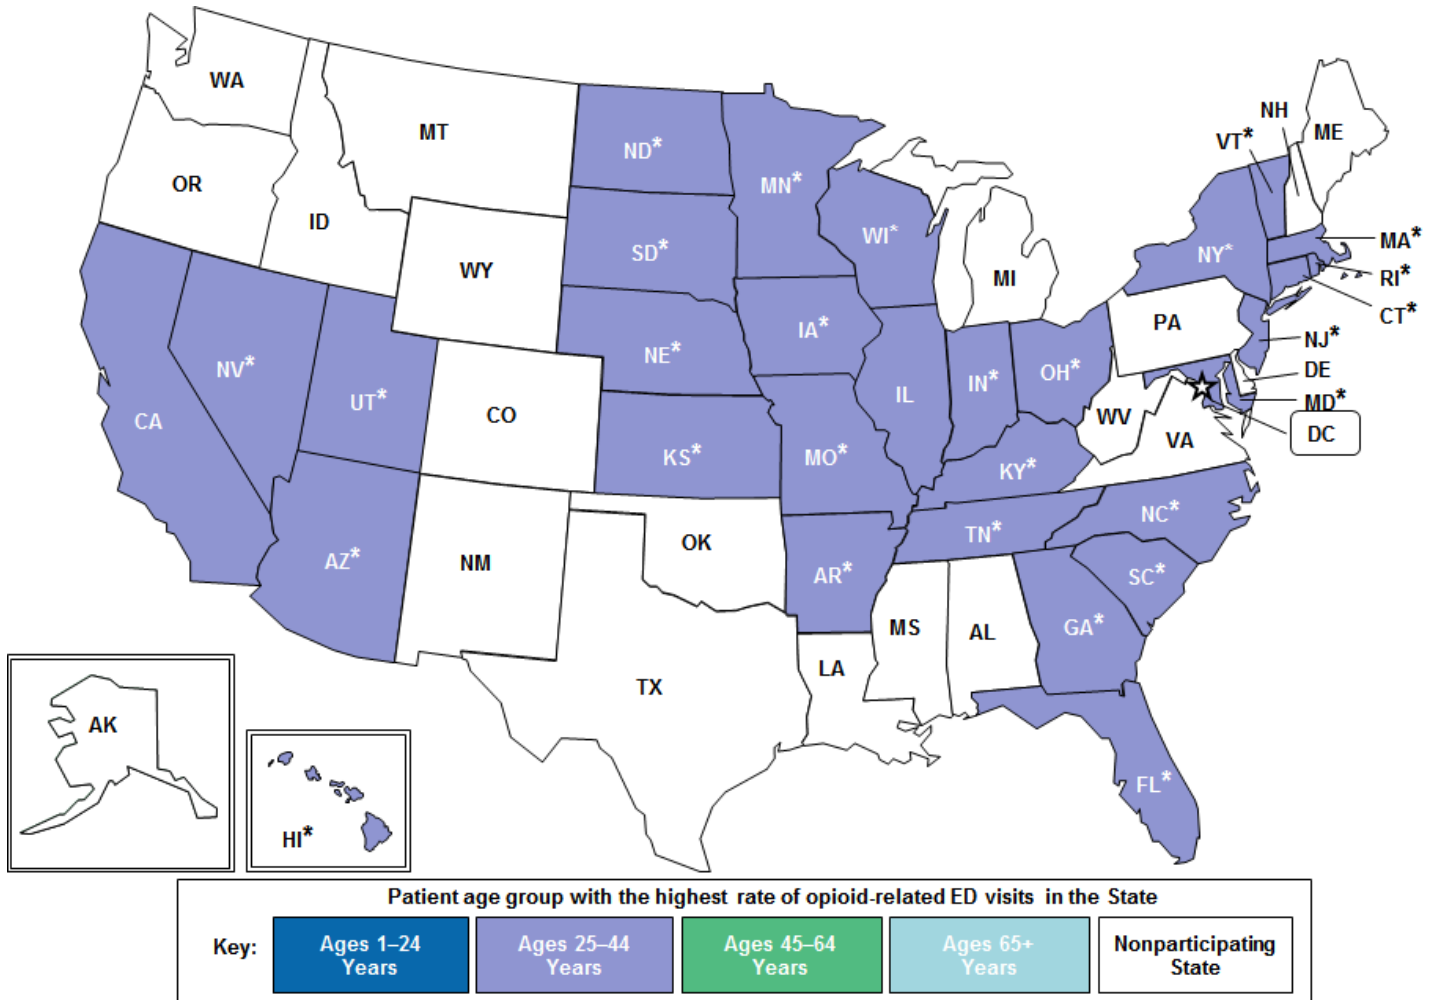 WA
NH
ME
VT*
MT
ND*
MN*
OR
ID
WI*
NY*
MA*
SD*
WY
MI
RI*
CT*
PA
IA*
NJ*
NE*
NV*
OH*
DE
UT*
IN*
IL
MD*
CO
WV
CA
DC
VA
KS*
MO*
KY*
NC*
TN*
OK
AZ*
NM
AR*
SC*
MS
AL
GA*
LA
TX
AK
FL*
HI*
Patient age group with the highest rate of opioid-related ED visits in the State
Key:
Ages 1–24
Years
Ages 25–44
Years
Ages 45–64
Years
Ages 65+
Years
Nonparticipating
State